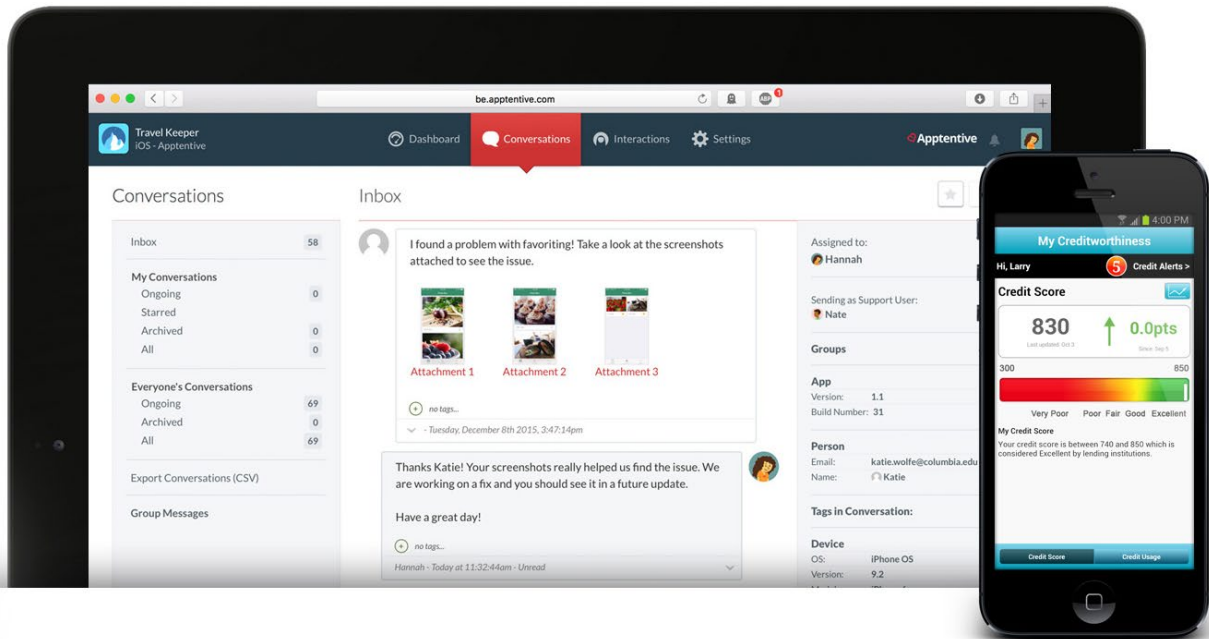 be.apptentive.com
ABP
1
Travel Keeper
iOS - Apptentive
Dashboard
Conversations
Interactions
Settings
Apptentive
Conversations
Inbox
58
My Conversations
Ongoing
0
Starred
Archived
0
All
0
Everyone's Conversations
Ongoing
69
Archived
0
All
69
Export Conversations (CSV)
Group Messages
Inbox
I found a problem with favoriting! Take a look at the screenshots
attached to see the issue.
Attachment 1
Attachment 2
Attachment 3
no tags...
- Tuesday, December 8th 2015, 3:47:14pm
Thanks Katie! Your screenshots really helped us find the issue. We
are working on a fix and you should see it in a future update.
Have a great day!
no tags...
Hannah - Today at 11:32:44am - Unread
Assigned to:
Hannah
Sending as Support User:
Nate
Groups
App
Version: 1.1
Build Number: 31
Person
Email: katie.wolfe@columbia.edu
Name: Katie
Tags in Conversation:
Device
OS: iPhone OS
Version: 9.2
4:00 PM
My Creditworthiness
Hi, Larry
5
Credit Alerts >
Credit Score
830
Last updated Oct 3
0.0pts
Since Sep 5
300
850
Very Poor Poor Fair Good Excellent
My Credit Score
Your credit score is between 740 and 850 which is
considered Excellent by lending institutions.
Credit Score
Credit Usage